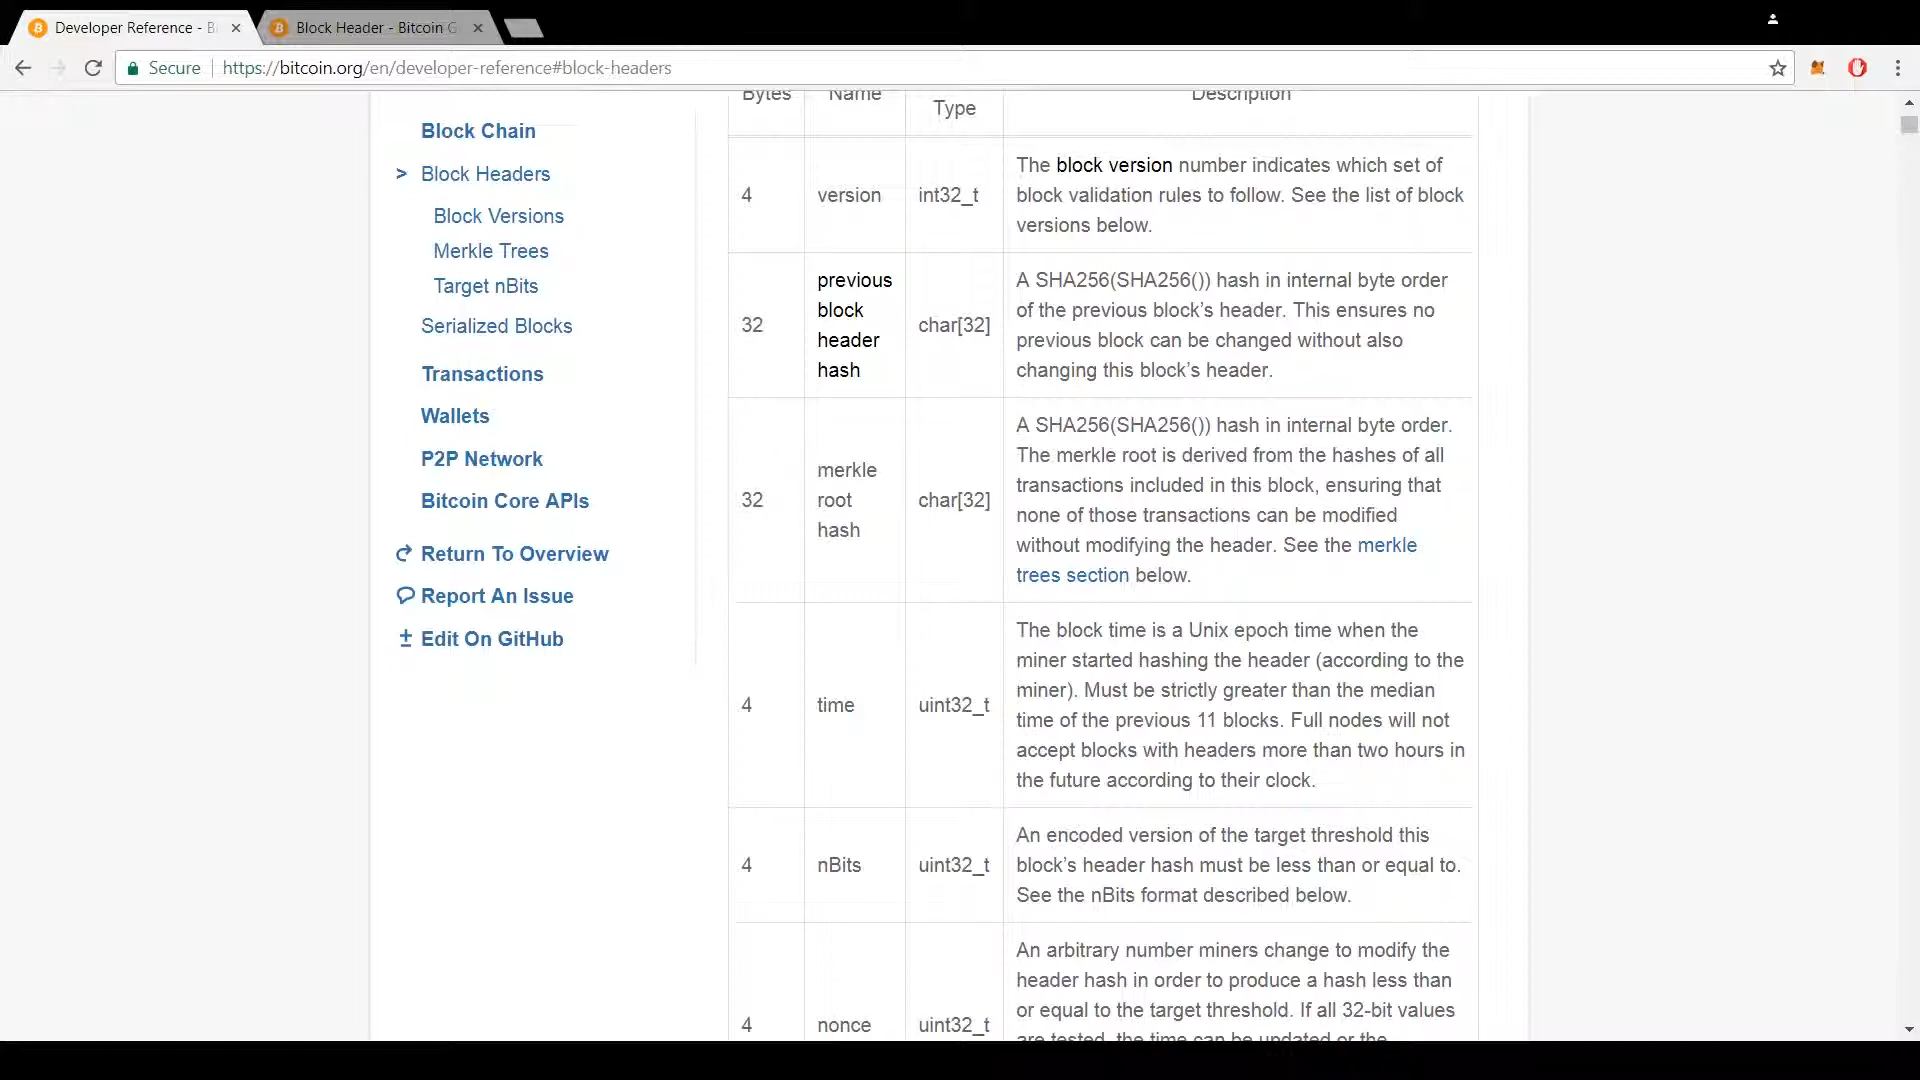 Developer Reference - B
Block Header - Bitcoin G
Secure
https://bitcoin.org/en/developer-reference#block-headers
Block Chain
> Block Headers
Block Versions
Merkle Trees
Target nBits
Serialized Blocks
Transactions
Wallets
P2P Network
Bitcoin Core APIs
Return To Overview
Report An Issue
Edit On GitHub
Bytes Name Type Description
4 version int32_t
The block version number indicates which set of
block validation rules to follow. See the list of block
versions below.
32
previous
block
header
hash
char[32]
A SHA256(SHA256()) hash in internal byte order
of the previous block’s header. This ensures no
previous block can be changed without also
changing this block’s header.
32
merkle
root
hash
char[32]
A SHA256(SHA256()) hash in internal byte order.
The merkle root is derived from the hashes of all
transactions included in this block, ensuring that
none of those transactions can be modified
without modifying the header. See the merkle
trees section below.
4 time uint32_t
The block time is a Unix epoch time when the
miner started hashing the header (according to the
miner). Must be strictly greater than the median
time of the previous 11 blocks. Full nodes will not
accept blocks with headers more than two hours in
the future according to their clock.
4 nBits uint32_t
An encoded version of the target threshold this
block’s header hash must be less than or equal to.
See the nBits format described below.
4 nonce uint32_t
An arbitrary number miners change to modify the
header hash in order to produce a hash less than
or equal to the target threshold. If all 32-bit values
are tested, the time can be updated or the